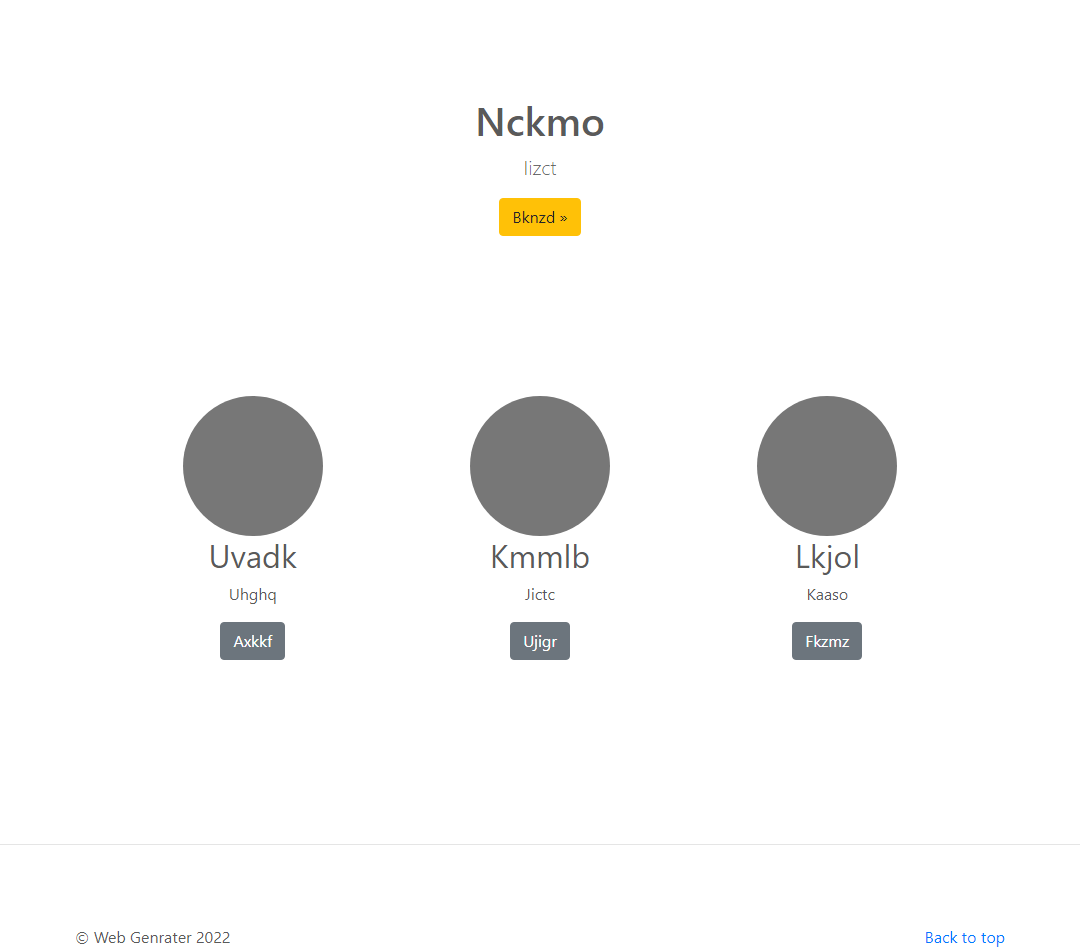 Nckmo
lizct
Bknzd »
Uvadk
Kmmlb
Lkjol
Uhghq
Jictc
Kaaso
Axkkf
Ujigr
Fkzmz
© Web Genrater 2022
Back to top